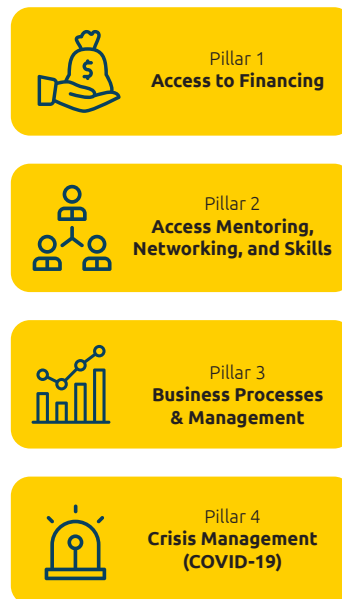 $
Pillar 1
Access to Financing
Pillar 2
Access Mentoring,
Networking, and Skills
Pillar 3
Business Processes
& Management
Pillar 4
Crisis Management
(COVID-19)